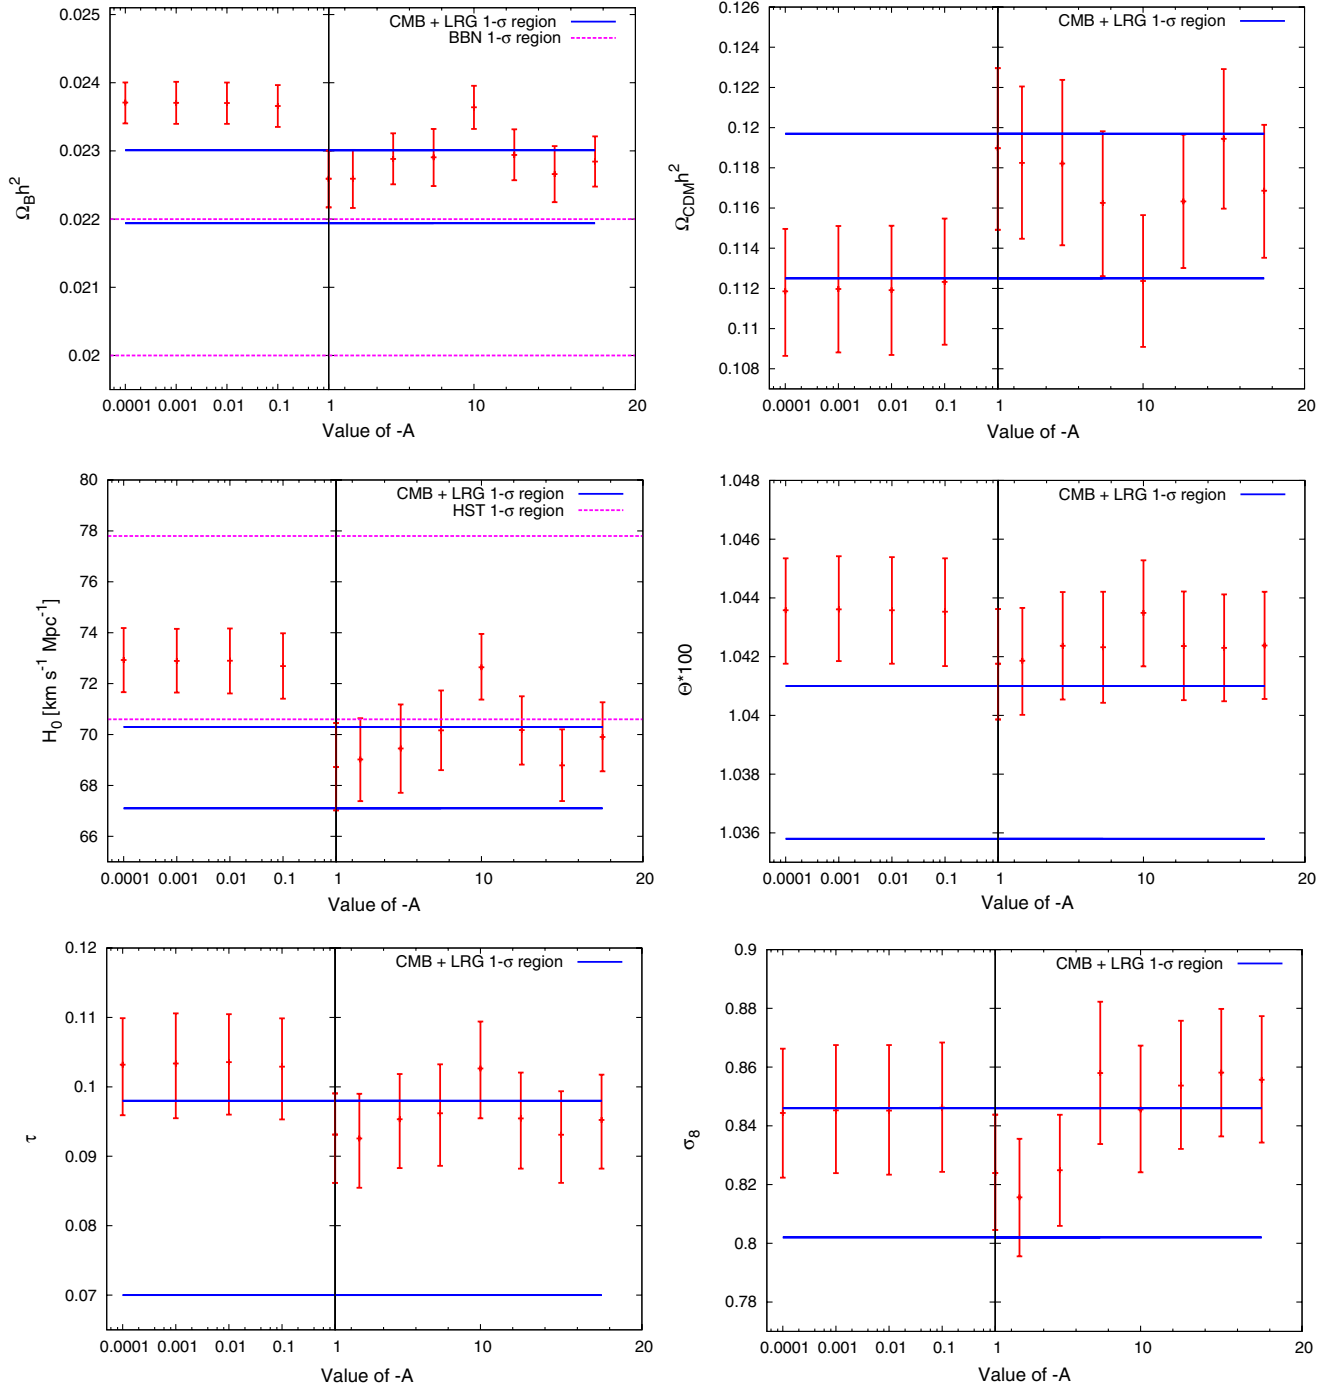 0.025
0.024
0.023
0.022
0.021
0.02
Ω_B h²
CMB + LRG 1-σ region
BBN 1-σ region
0.0001 0.001 0.01 0.1 1 10 20
Value of -A
0.126
0.124
0.122
0.12
0.118
0.116
0.114
0.112
0.11
0.108
Ω_CDM h²
CMB + LRG 1-σ region
0.0001 0.001 0.01 0.1 1 10 20
Value of -A
80
78
76
74
72
70
68
66
H_0 [km s⁻¹ Mpc⁻¹]
CMB + LRG 1-σ region
HST 1-σ region
0.0001 0.001 0.01 0.1 1 10 20
Value of -A
1.048
1.046
1.044
1.042
1.04
1.038
1.036
Θ*100
CMB + LRG 1-σ region
0.0001 0.001 0.01 0.1 1 10 20
Value of -A
0.12
0.11
0.1
0.09
0.08
0.07
τ
CMB + LRG 1-σ region
0.0001 0.001 0.01 0.1 1 10 20
Value of -A
0.9
0.88
0.86
0.84
0.82
0.8
0.78
σ_8
CMB + LRG 1-σ region
0.0001 0.001 0.01 0.1 1 10 20
Value of -A